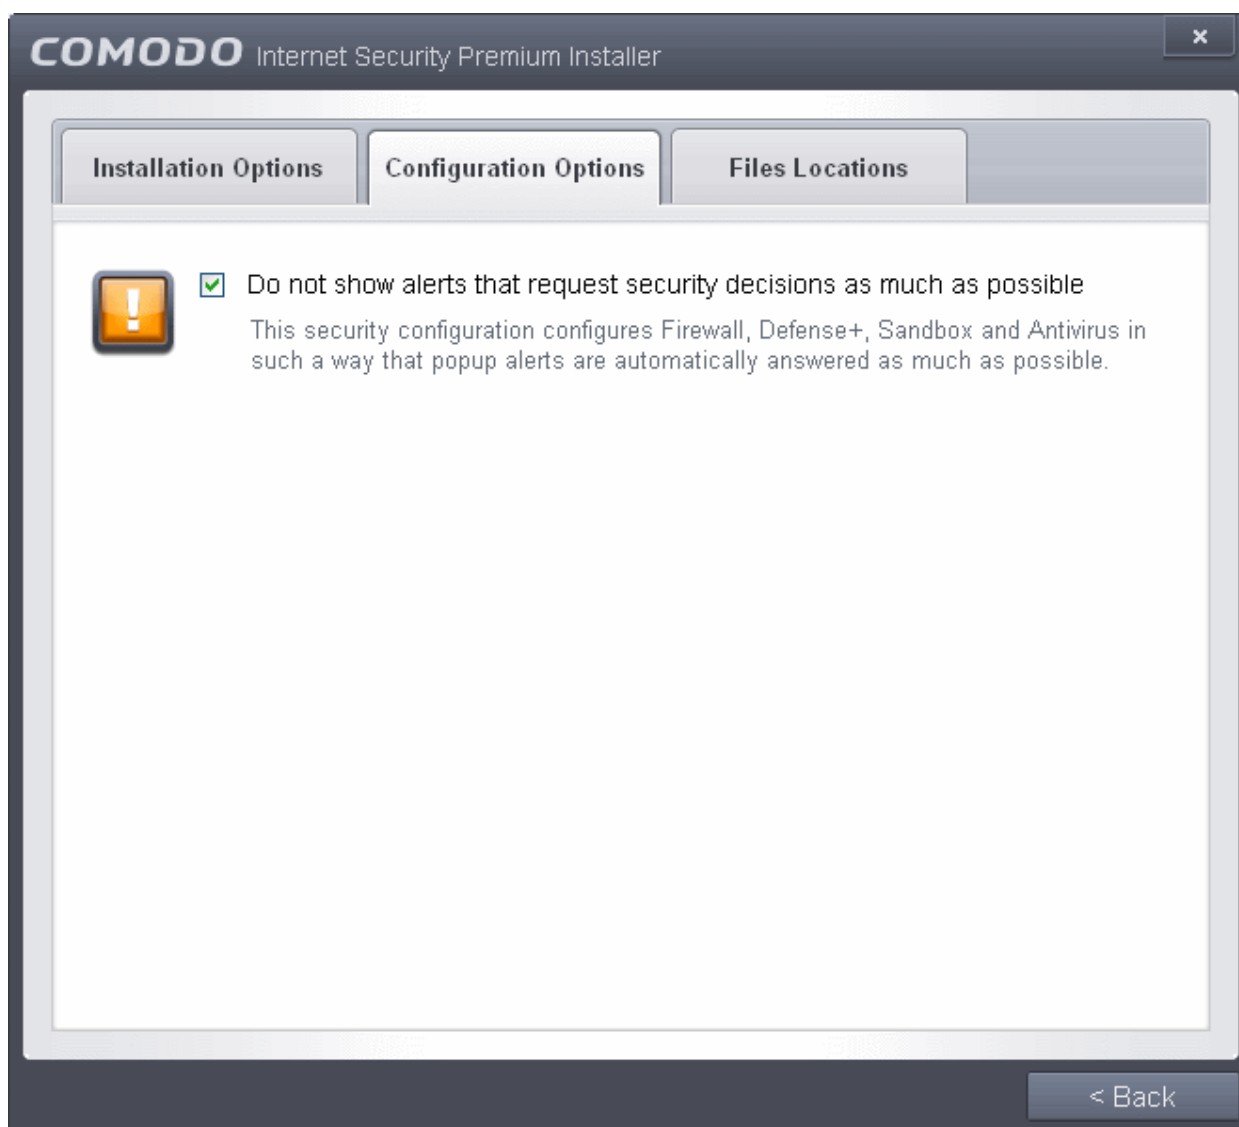 COMODO Internet Security Premium Installer
Installation Options
Configuration Options
Files Locations
Do not show alerts that request security decisions as much as possible
This security configuration configures Firewall, Defense+, Sandbox and Antivirus in
such a way that popup alerts are automatically answered as much as possible.
< Back